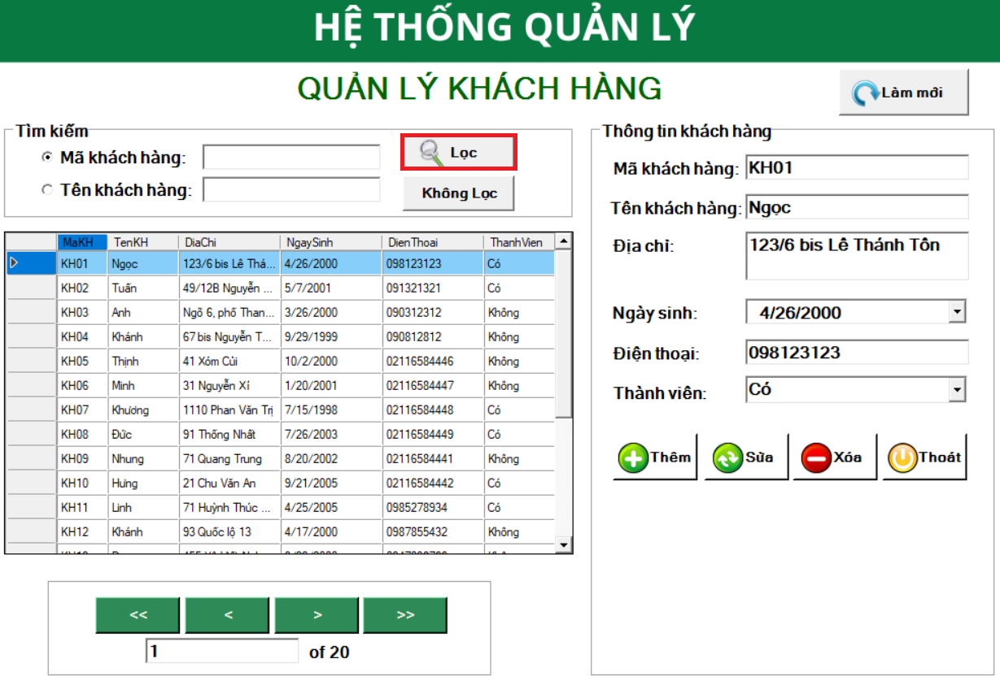 HỆ THỐNG QUẢN LÝ
QUẢN LÝ KHÁCH HÀNG
Làm mới
Tìm kiếm
Mã khách hàng:
Lọc
Tên khách hàng:
Không Lọc
MaKH TenKH DiaChi NgaySinh DienThoai ThanhVien
KH01 Ngọc 123/6 bis Lê Thá... 4/26/2000 098123123 Có
KH02 Tuấn 49/12B Nguyễn ... 5/7/2001 091321321 Có
KH03 Anh Ngõ 6, phố Than... 3/26/2000 090312312 Không
KH04 Khánh 67 bis Nguyễn T... 9/29/1999 090812812 Không
KH05 Thịnh 41 Xóm Củi 10/2/2000 02116584446 Không
KH06 Minh 31 Nguyễn Xí 1/20/2001 02116584447 Không
KH07 Khương 1110 Phan Văn Trị 7/15/1998 02116584448 Có
KH08 Đức 91 Thống Nhất 7/26/2003 02116584449 Có
KH09 Nhung 71 Quang Trung 8/20/2002 02116584441 Không
KH10 Hưng 21 Chu Văn An 9/21/2005 02116584442 Có
KH11 Linh 71 Huỳnh Thúc ... 4/25/2005 0985278934 Có
KH12 Khánh 93 Quốc lộ 13 4/17/2000 0987855432 Không
<< < > >>
1 of 20
Thông tin khách hàng
Mã khách hàng: KH01
Tên khách hàng: Ngọc
Địa chỉ: 123/6 bis Lê Thánh Tôn
Ngày sinh: 4/26/2000
Điện thoại: 098123123
Thành viên: Có
Thêm Sửa Xóa Thoát